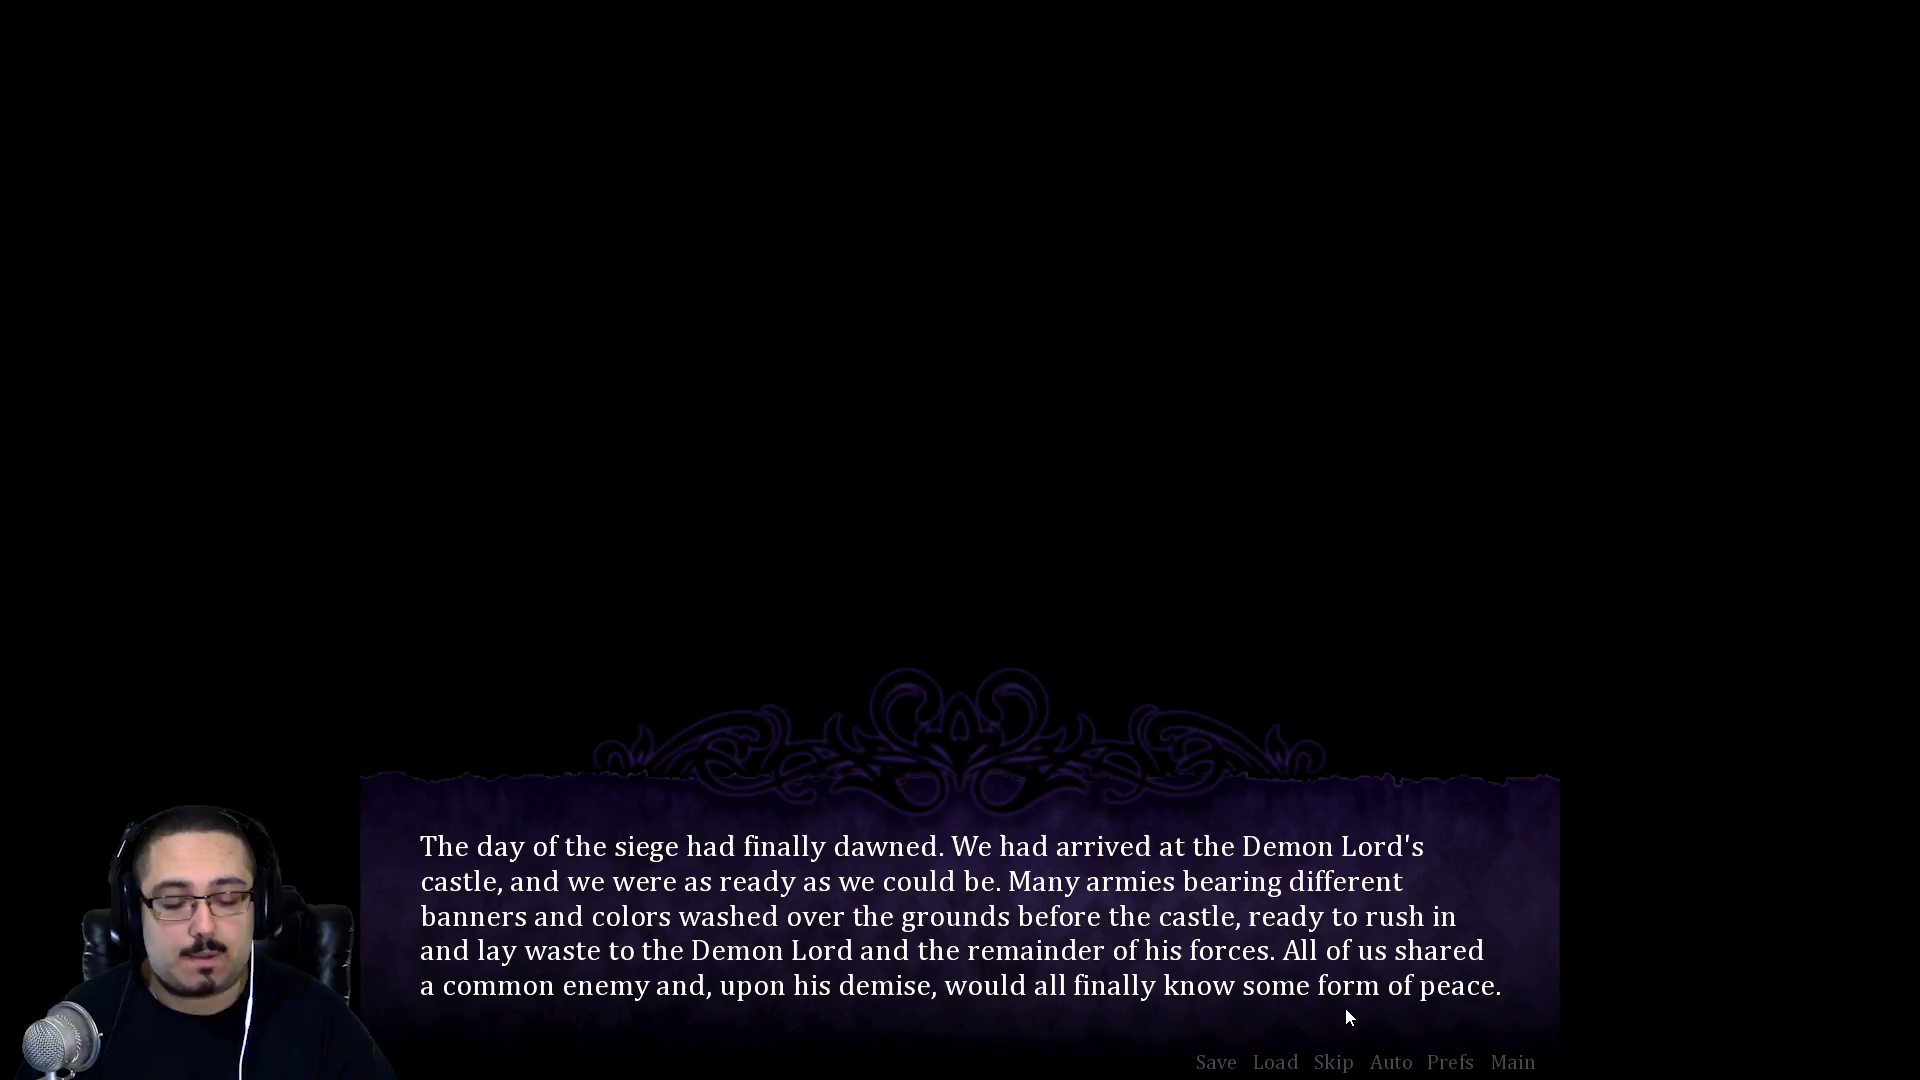 The day of the siege had finally dawned. We had arrived at the Demon Lord's
castle, and we were as ready as we could be. Many armies bearing different
banners and colors washed over the grounds before the castle, ready to rush in
and lay waste to the Demon Lord and the remainder of his forces. All of us shared
a common enemy and, upon his demise, would all finally know some form of peace.
Save Load Skip Auto Prefs Main